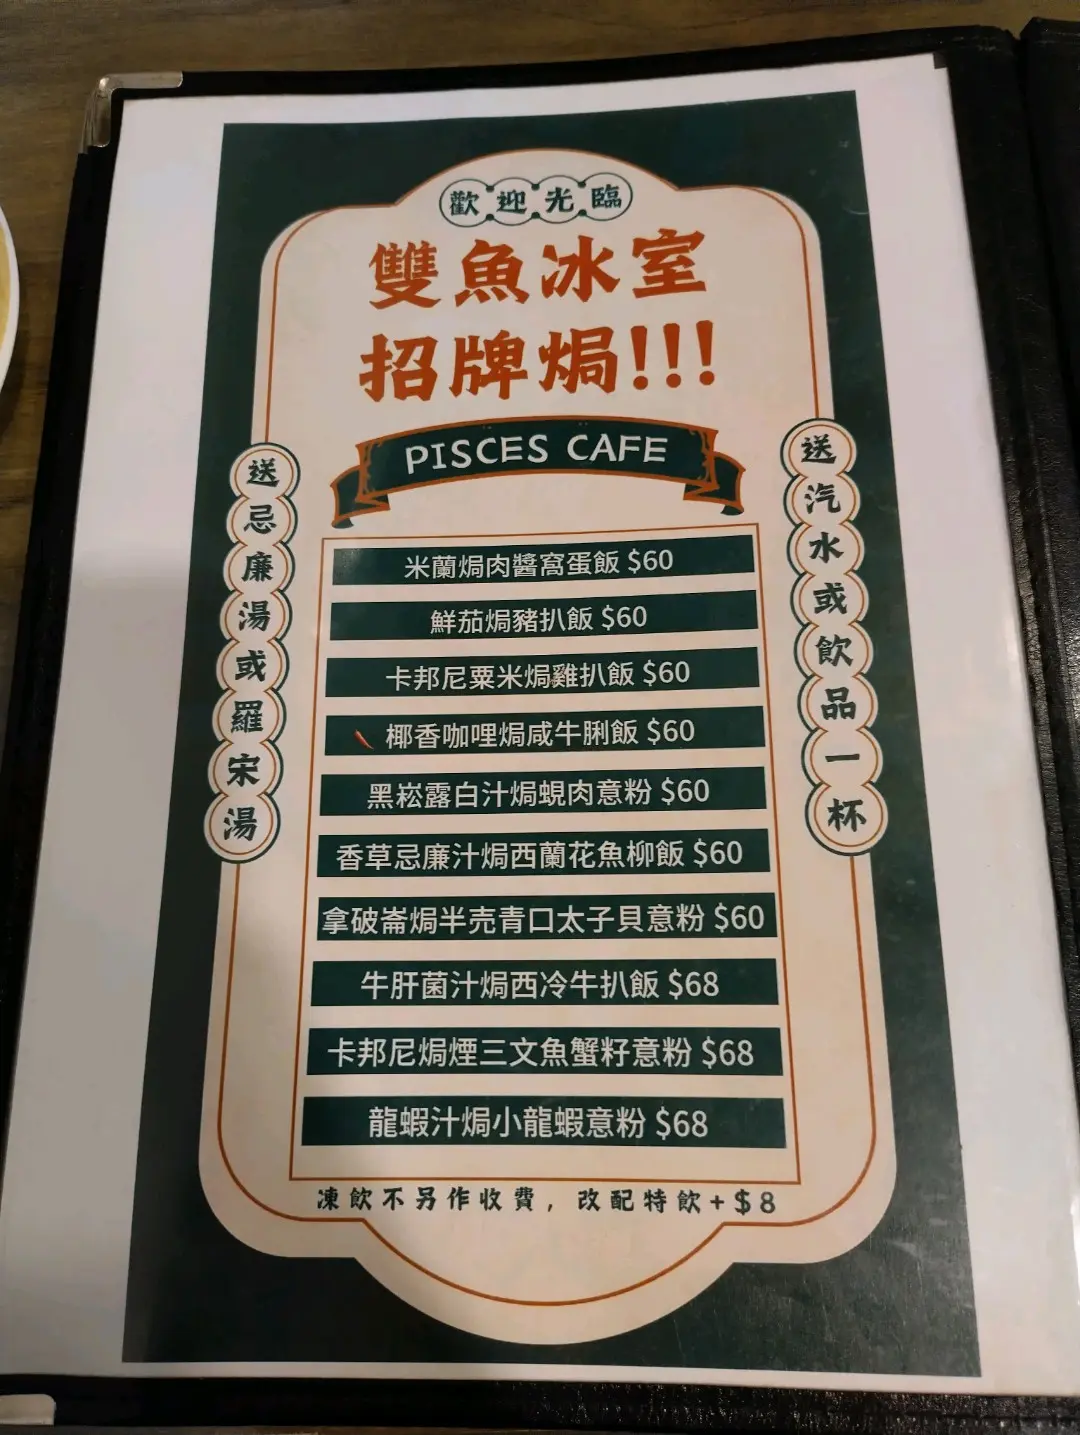 歡迎光臨
雙魚冰室
招牌焗!!!
PISCES CAFE
送忌廉湯或羅宋湯
送汽水或飲品一杯
米蘭焗肉醬窩蛋飯 $60
鮮茄焗豬扒飯 $60
卡邦尼粟米焗雞扒飯 $60
椰香咖哩焗咸牛脷飯 $60
黑崧露白汁焗蜆肉意粉 $60
香草忌廉汁焗西蘭花魚柳飯 $60
拿破崙焗半壳青口太子貝意粉 $60
牛肝菌汁焗西冷牛扒飯 $68
卡邦尼焗煙三文魚蟹籽意粉 $68
龍蝦汁焗小龍蝦意粉 $68
凍飲不另作收費，改配特飲+$8